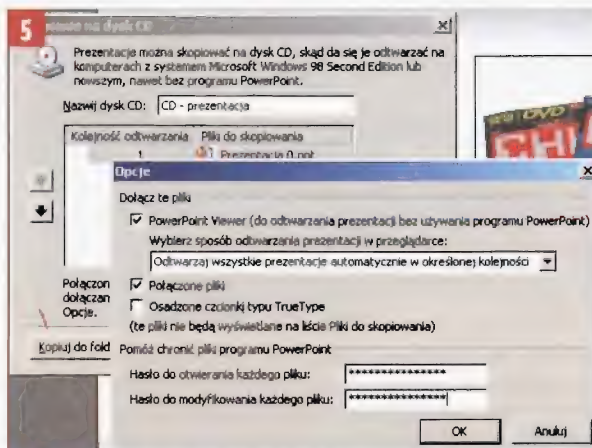 5
na dysk CD
Prezentacje można skopiować na dysk CD, skąd da się je odtwarzać na
komputerach z systemem Microsoft Windows 98 Second Edition lub
nowszym, nawet bez programu PowerPoint.
Nazwij dysk CD: CD - prezentacja
Kolejność odtwarzania Pliki do skopiowania
1 Prezentacja 0.ppt
DVD
Opcje
Dołącz te pliki
PowerPoint Viewer (do odtwarzania prezentacji bez używania programu PowerPoint)
Wybierz sposób odtwarzania prezentacji w przeglądarce:
Odtwarzaj wszystkie prezentacje automatycznie w określonej kolejności
Połączone pliki
Osadzone czcionki typu TrueType
(te pliki nie będą wyświetlane na liście Pliki do skopiowania)
Pomóż chronić pliki programu PowerPoint
Hasło do otwierania każdego pliku: ***************
Hasło do modyfikowania każdego pliku: ***************
OK Anuluj
Połączon
dołączan
Opcje.
Kopiuj do fold